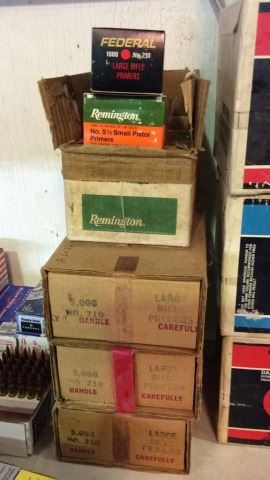 FEDERAL
1000 No. 210
LARGE RIFLE
PRIMERS
Remington
No. 5½ Small Pistol
Primers
Remington
5,000 LARGE
NO. 210 RIFLE
PRIMERS
HANDLE CAREFULLY
5,000 LARGE
NO. 210 RIFLE
PRIMERS
HANDLE CAREFULLY
5,000 LARGE
NO. 210 RIFLE
PRIMERS
HANDLE CAREFULLY